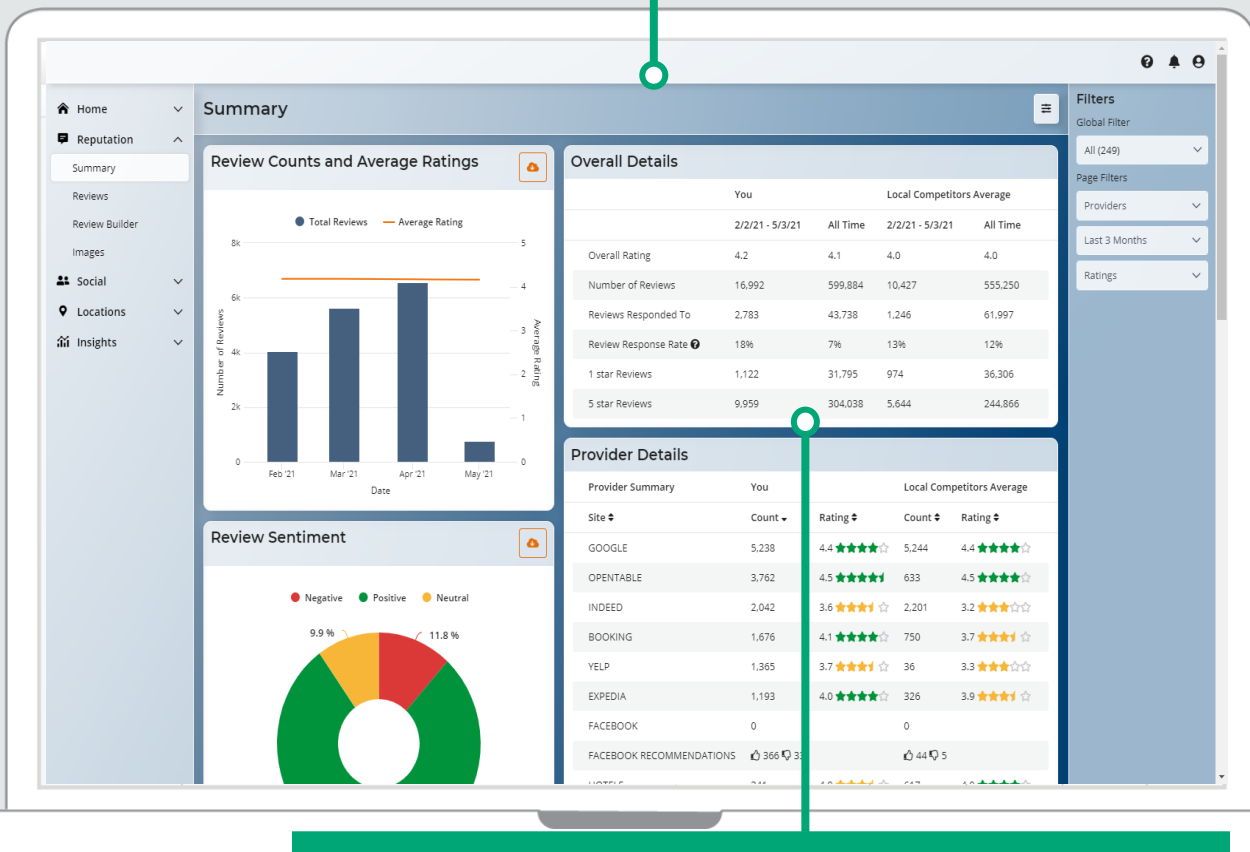 Home
Reputation
Summary
Reviews
Review Builder
Images
Social
Locations
Insights
Summary
Review Counts and Average Ratings
Total Reviews Average Rating
8k
6k
4k
2k
0
Number of Reviews
5
4
3
2
1
0
Average Rating
Feb '21 Mar '21 Apr '21 May '21
Date
Review Sentiment
Negative Positive Neutral
9.9 % 11.8 %
Overall Details
You Local Competitors Average
2/2/21 - 5/3/21 All Time 2/2/21 - 5/3/21 All Time
Overall Rating 4.2 4.1 4.0 4.0
Number of Reviews 16,992 599,884 10,427 555,250
Reviews Responded To 2,783 43,738 1,246 61,997
Review Response Rate ? 18% 7% 13% 12%
1 star Reviews 1,122 31,795 974 36,306
5 star Reviews 9,959 304,038 5,644 244,866
Provider Details
Provider Summary You Local Competitors Average
Site Count Rating Count Rating
GOOGLE 5,238 4.4 5,244 4.4
OPENTABLE 3,762 4.5 633 4.5
INDEED 2,042 3.6 2,201 3.2
BOOKING 1,676 4.1 750 3.7
YELP 1,365 3.7 36 3.3
EXPEDIA 1,193 4.0 326 3.9
FACEBOOK 0 0
FACEBOOK RECOMMENDATIONS 366 44 5
Filters
Global Filter
All (249)
Page Filters
Providers
Last 3 Months
Ratings